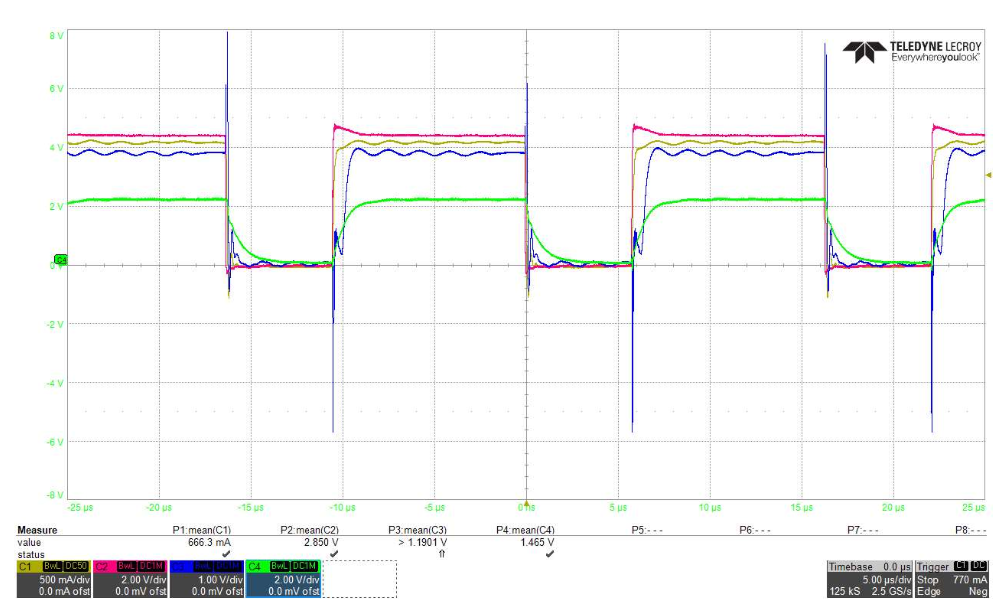 8 V
TELEDYNE LECROY
Everywhereyoulook™
6 V
4 V
2 V
C4
0 V
-2 V
-4 V
-6 V
-8 V
-25 µs -20 µs -15 µs -10 µs -5 µs 0 µs 5 µs 10 µs 15 µs 20 µs 25 µs
Measure P1:mean(C1) P2:mean(C2) P3:mean(C3) P4:mean(C4) P5:- - - P6:- - - P7:- - - P8:- - -
value 666.3 mA 2.850 V > 1.1901 V 1.465 V
status
C1 BwL DC50 C2 BwL DC1M BwL DC1M C4 BwL DC1M Timebase 0.0 µs Trigger C1 DC
500 mA/div 2.00 V/div 1.00 V/div 2.00 V/div 5.00 µs/div Stop 770 mA
0.0 mA ofst 0.0 mV ofst 0.0 mV ofst 0.0 mV ofst 125 kS 2.5 GS/s Edge Neg